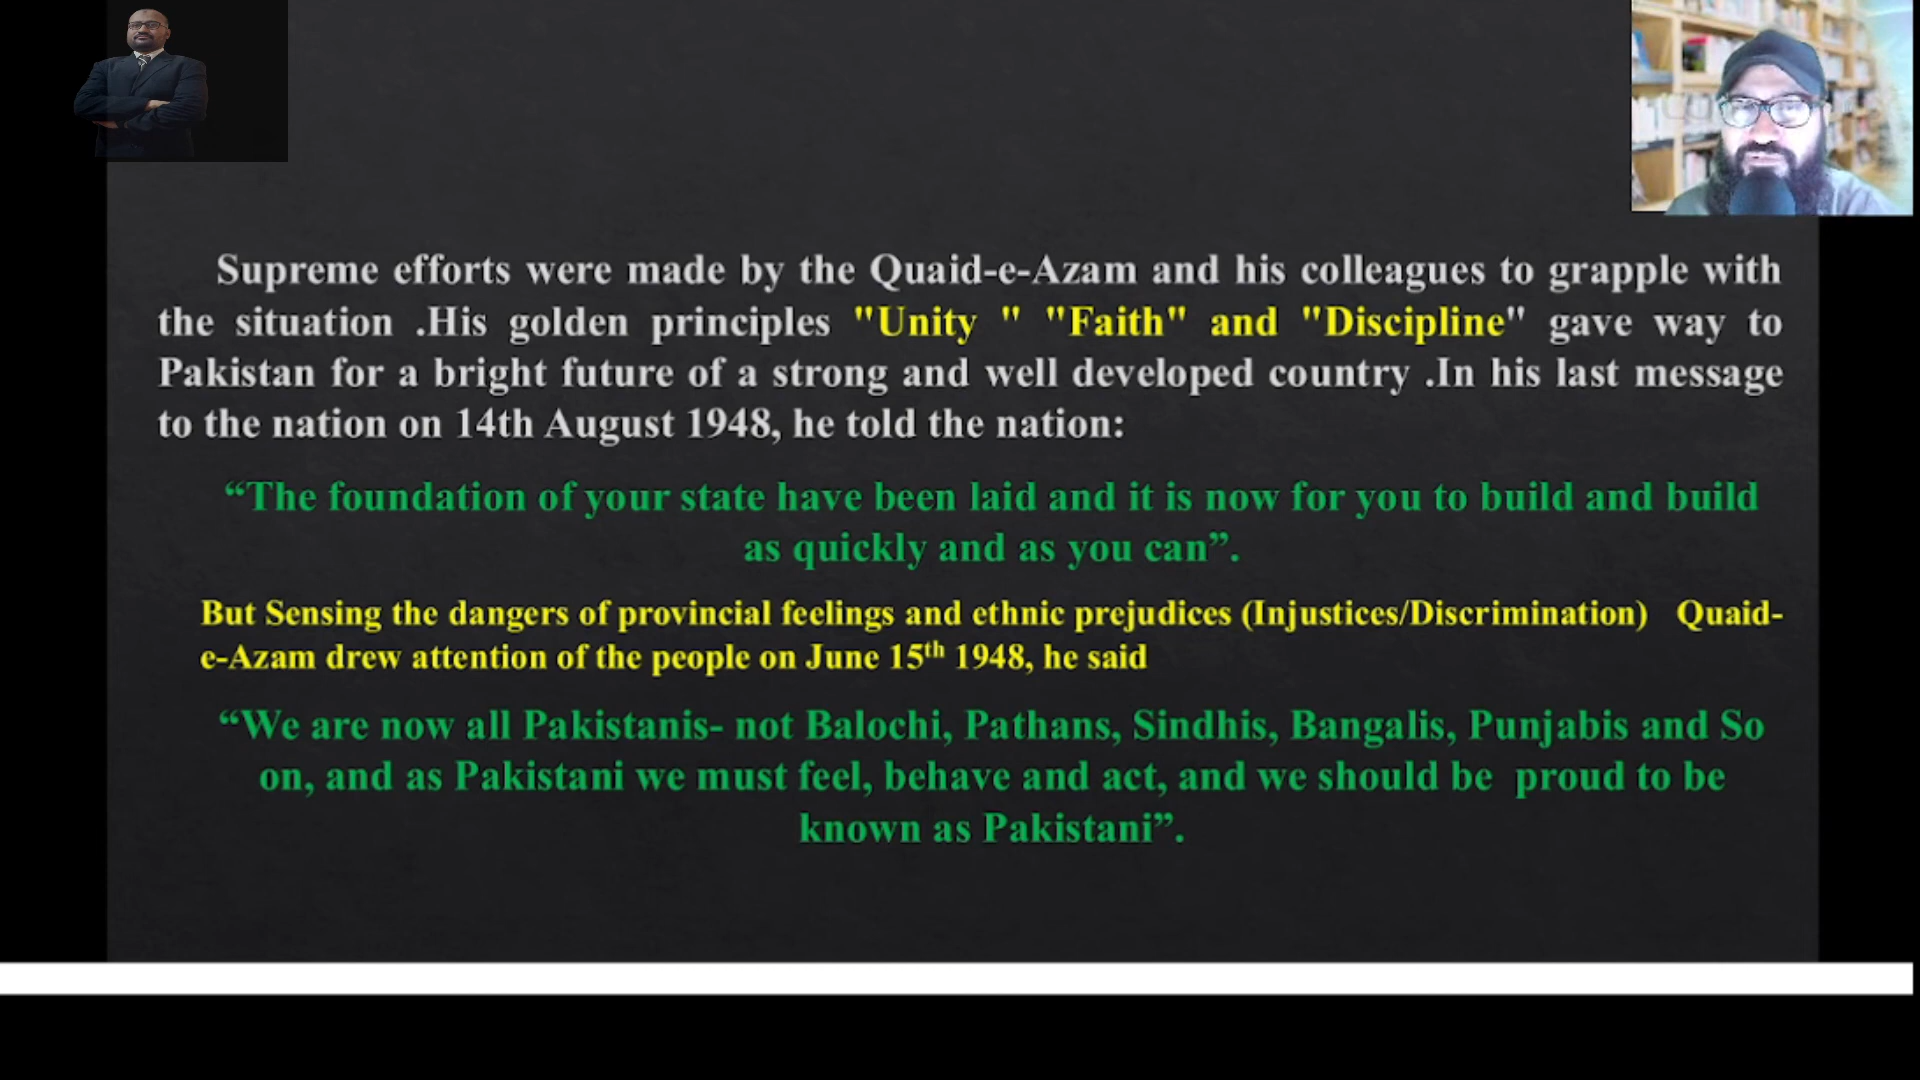 Supreme efforts were made by the Quaid-e-Azam and his colleagues to grapple with
the situation .His golden principles "Unity " "Faith" and "Discipline" gave way to
Pakistan for a bright future of a strong and well developed country .In his last message
to the nation on 14th August 1948, he told the nation:
“The foundation of your state have been laid and it is now for you to build and build
as quickly and as you can”.
But Sensing the dangers of provincial feelings and ethnic prejudices (Injustices/Discrimination) Quaid-
e-Azam drew attention of the people on June 15th 1948, he said
“We are now all Pakistanis- not Balochi, Pathans, Sindhis, Bangalis, Punjabis and So
on, and as Pakistani we must feel, behave and act, and we should be proud to be
known as Pakistani”.